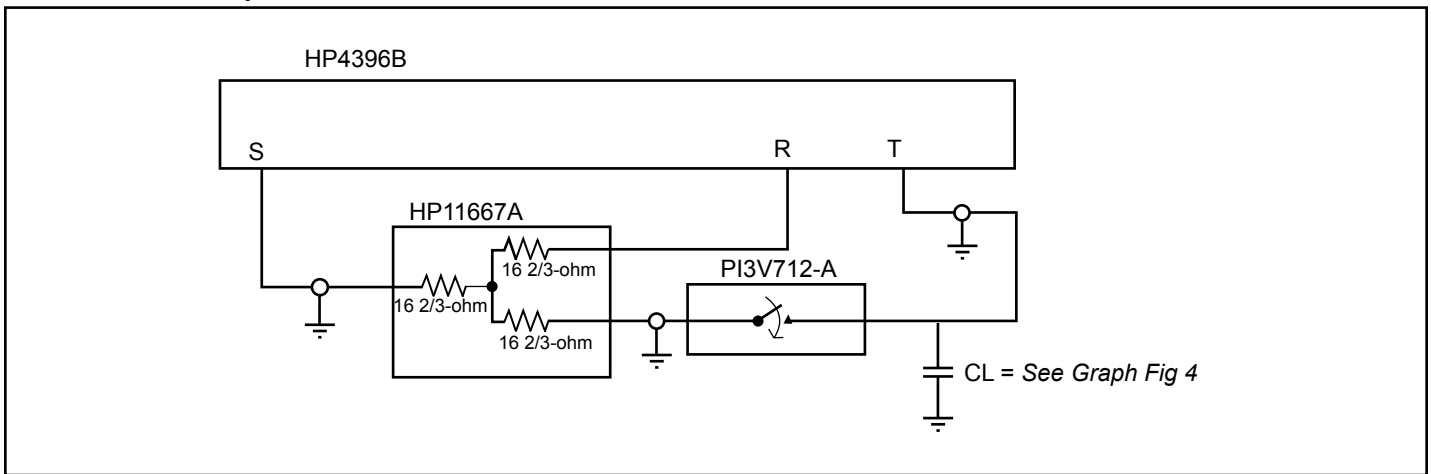 HP4396B
S
R
T
HP11667A
16 2/3-ohm
16 2/3-ohm
16 2/3-ohm
PI3V712-A
CL = See Graph Fig 4